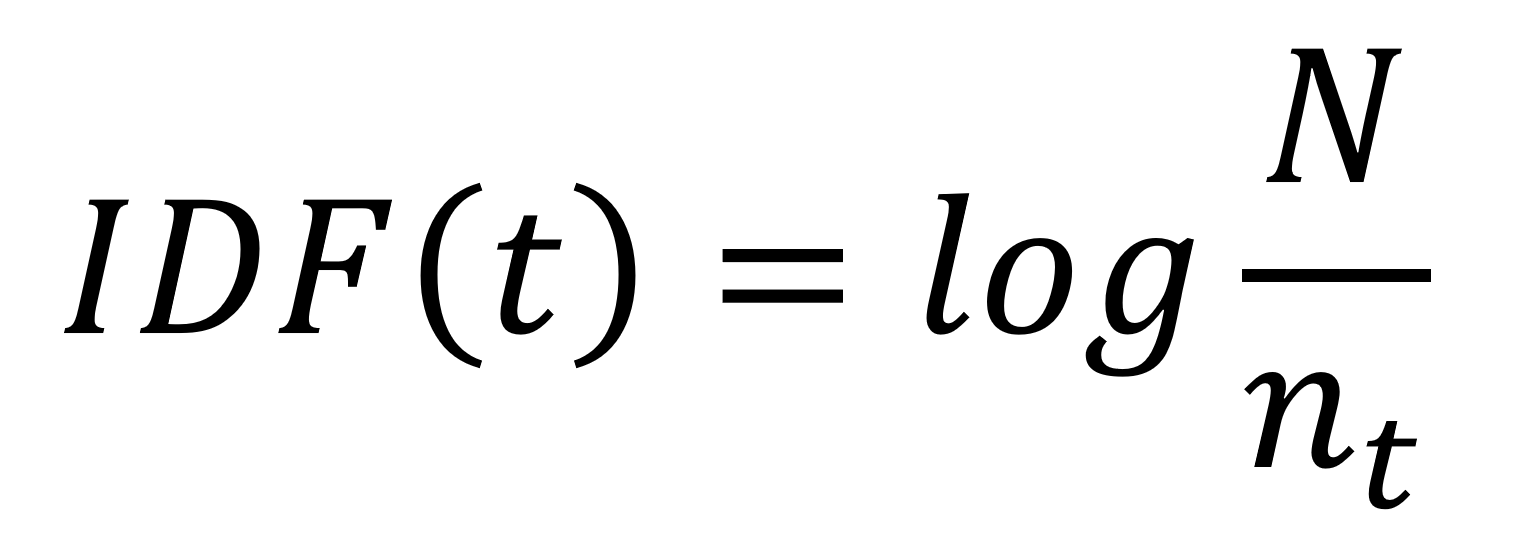 IDF(t) = log N/n_t